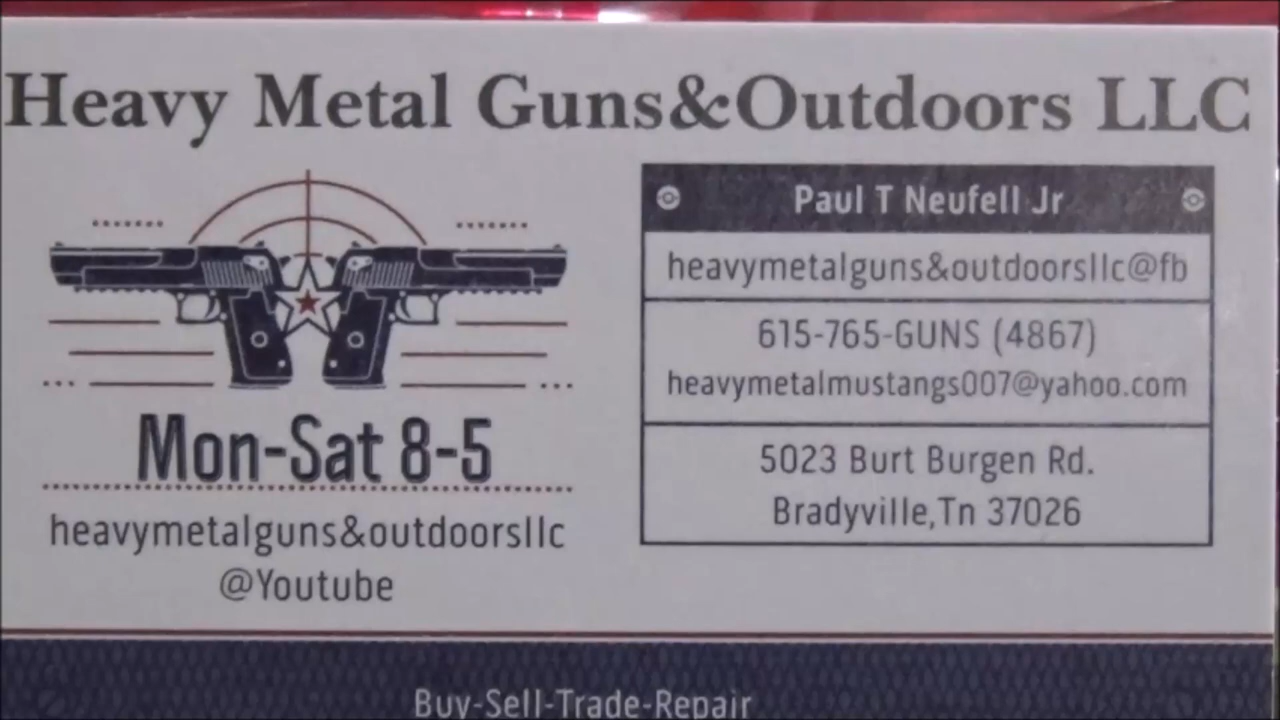 Heavy Metal Guns&Outdoors LLC
Mon-Sat 8-5
heavymetalguns&outdoorsllc
@Youtube
Paul T Neufell Jr
heavymetalguns&outdoorsllc@fb
615-765-GUNS (4867)
heavymetalmustangs007@yahoo.com
5023 Burt Burgen Rd.
Bradyville,Tn 37026
Buy-Sell-Trade-Repair